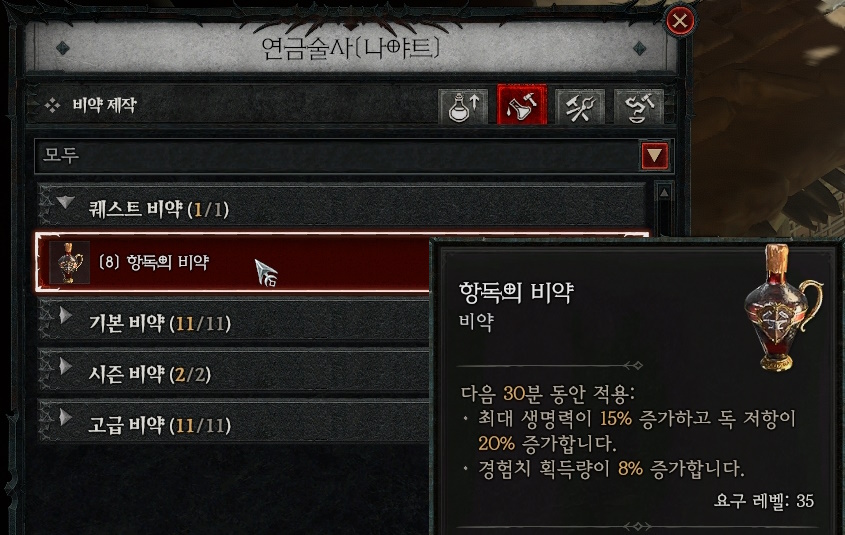 연금술사[나야트]
비약 제작
모두
퀘스트 비약 (1/1)
[8] 항독의 비약
기본 비약 (11/11)
시즌 비약 (2/2)
고급 비약 (11/11)
항독의 비약
비약
다음 30분 동안 적용:
· 최대 생명력이 15% 증가하고 독 저항이
20% 증가합니다.
· 경험치 획득량이 8% 증가합니다.
요구 레벨: 35